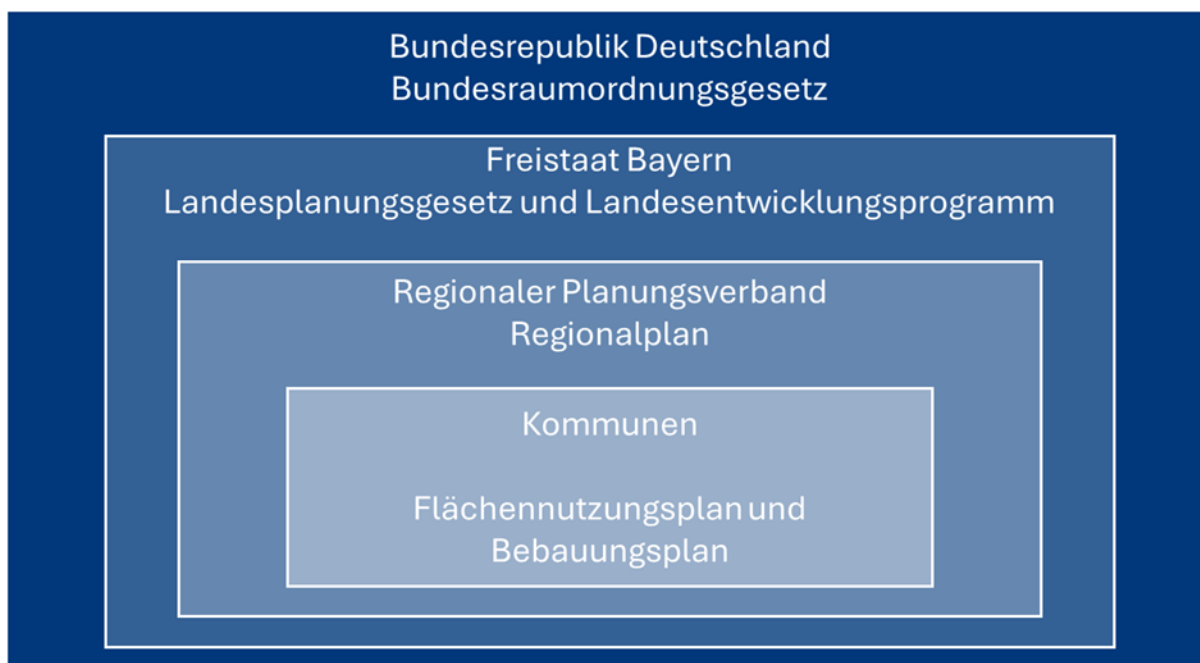 Bundesrepublik Deutschland
Bundesraumordnungsgesetz
Freistaat Bayern
Landesplanungsgesetz und Landesentwicklungsprogramm
Regionaler Planungsverband
Regionalplan
Kommunen
Flächennutzungsplan und
Bebauungsplan